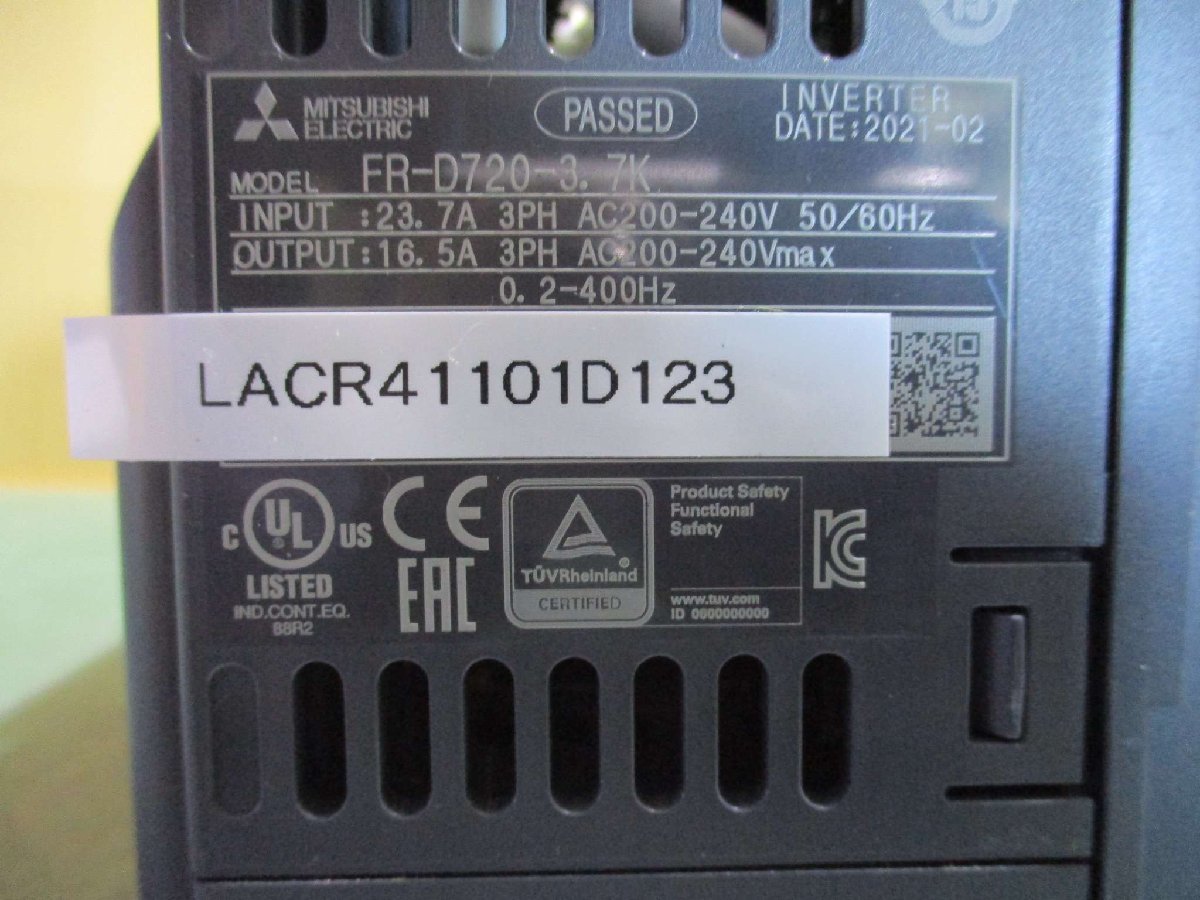 MITSUBISHI
ELECTRIC
PASSED
INVERTER
DATE:2021-02
MODEL FR-D720-3.7K
INPUT :23.7A 3PH AC200-240V 50/60Hz
OUTPUT:16.5A 3PH AC200-240Vmax
0.2-400Hz
LACR41101D123
C UL US
LISTED
IND.CONT.EQ.
88R2
CE
EAC
TÜVRheinland
CERTIFIED
Product Safety
Functional
Safety
www.tuv.com
ID 0600000000